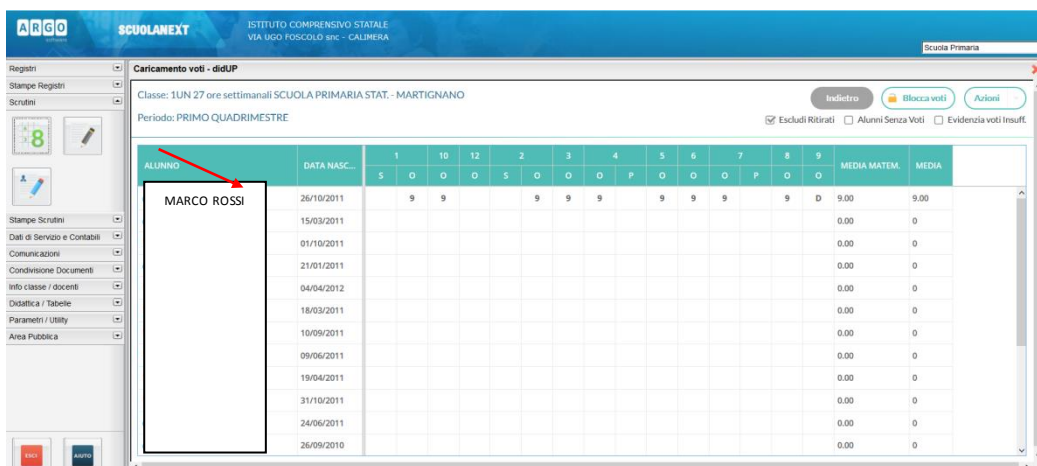 ARGO
software
SCUOLANEXT
ISTITUTO COMPRENSIVO STATALE
VIA UGO FOSCOLO snc - CALIMERA
Scuola Primaria
Registri
Stampe Registri
Scrutini
8
Stampe Scrutini
Dati di Servizio e Contabili
Comunicazioni
Condivisione Documenti
Info classe / docenti
Didattica / Tabelle
Parametri / Utility
Area Pubblica
ESCI AIUTO
Caricamento voti - didUP
Classe: 1UN 27 ore settimanali SCUOLA PRIMARIA STAT. - MARTIGNANO
Periodo: PRIMO QUADRIMESTRE
Indietro Blocca voti Azioni
Escludi Ritirati Alunni Senza Voti Evidenzia voti Insuff.
ALUNNO DATA NASC... 1 10 12 2 3 4 5 6 7 8 9 MEDIA MATEM. MEDIA
S O O O S O O O P O O O P O O
MARCO ROSSI 26/10/2011 9 9 9 9 9 9 9 9 9 D 9.00 9.00
15/03/2011 0.00 0
01/10/2011 0.00 0
21/01/2011 0.00 0
04/04/2012 0.00 0
18/03/2011 0.00 0
10/09/2011 0.00 0
09/06/2011 0.00 0
19/04/2011 0.00 0
31/10/2011 0.00 0
24/06/2011 0.00 0
26/09/2010 0.00 0